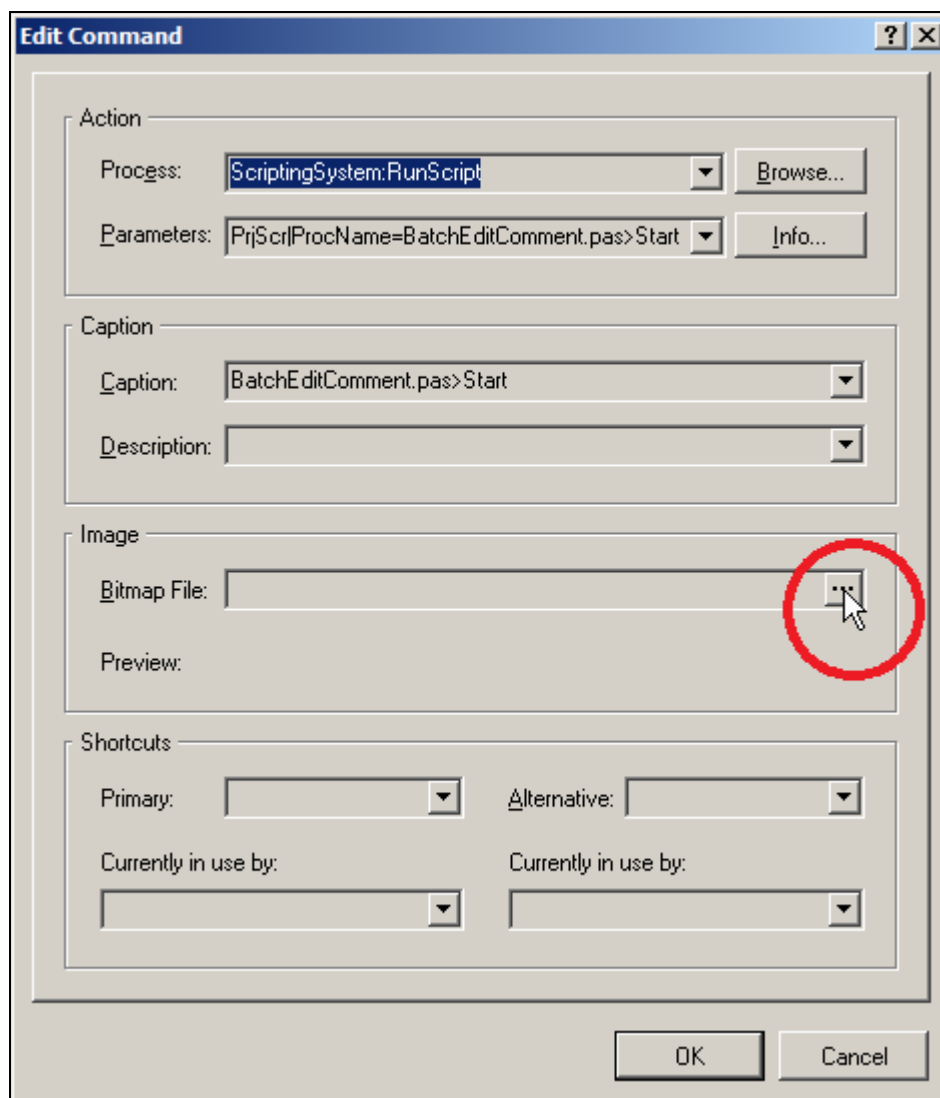 Edit Command
Action
Process: ScriptingSystem:RunScript Browse...
Parameters: PrjScr|ProcName=BatchEditComment.pas>Start Info...
Caption
Caption: BatchEditComment.pas>Start
Description:
Image
Bitmap File: ...
Preview:
Shortcuts
Primary: Alternative:
Currently in use by: Currently in use by:
OK Cancel